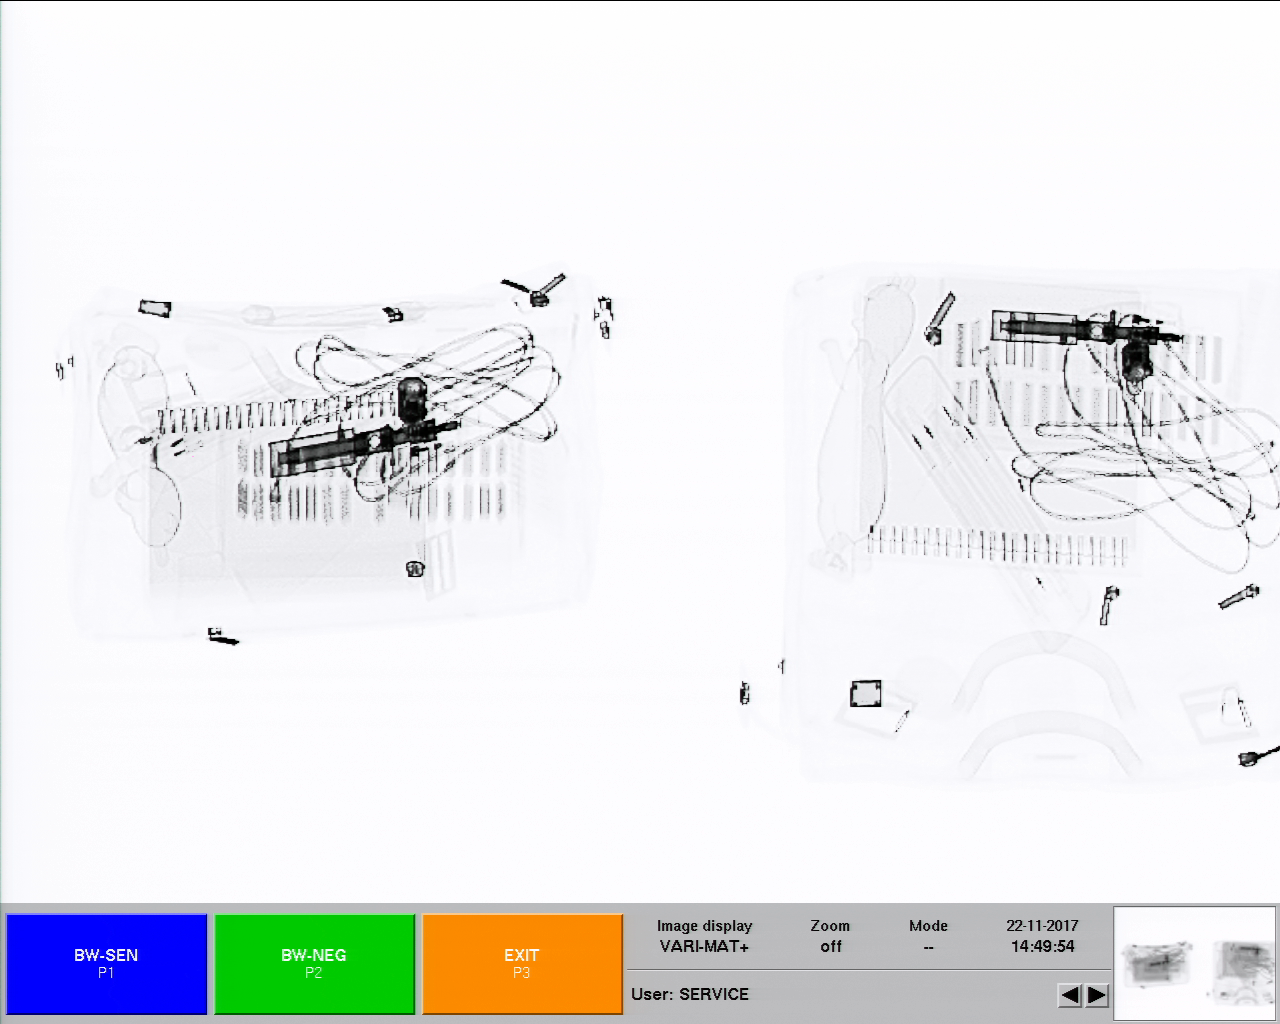 BW-SEN
P1
BW-NEG
P2
EXIT
P3
Image display
VARI-MAT+
Zoom
off
Mode
--
22-11-2017
14:49:54
User: SERVICE